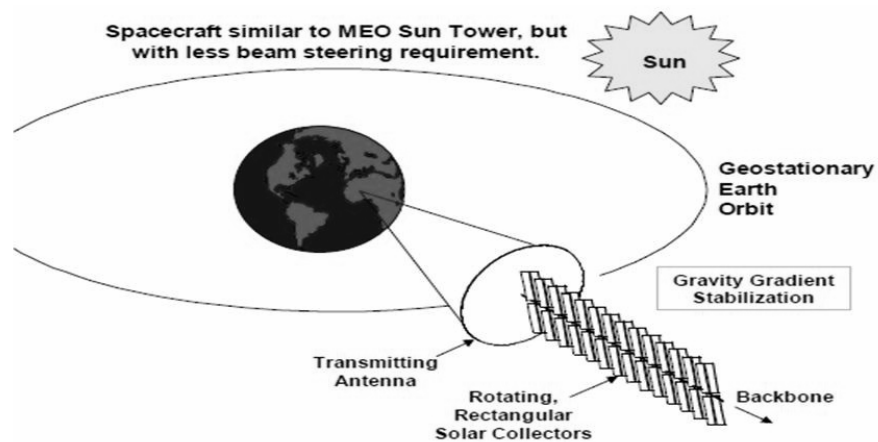 Spacecraft similar to MEO Sun Tower, but
with less beam steering requirement.
Sun
Geostationary
Earth
Orbit
Gravity Gradient
Stabilization
Transmitting
Antenna
Rotating,
Rectangular
Solar Collectors
Backbone